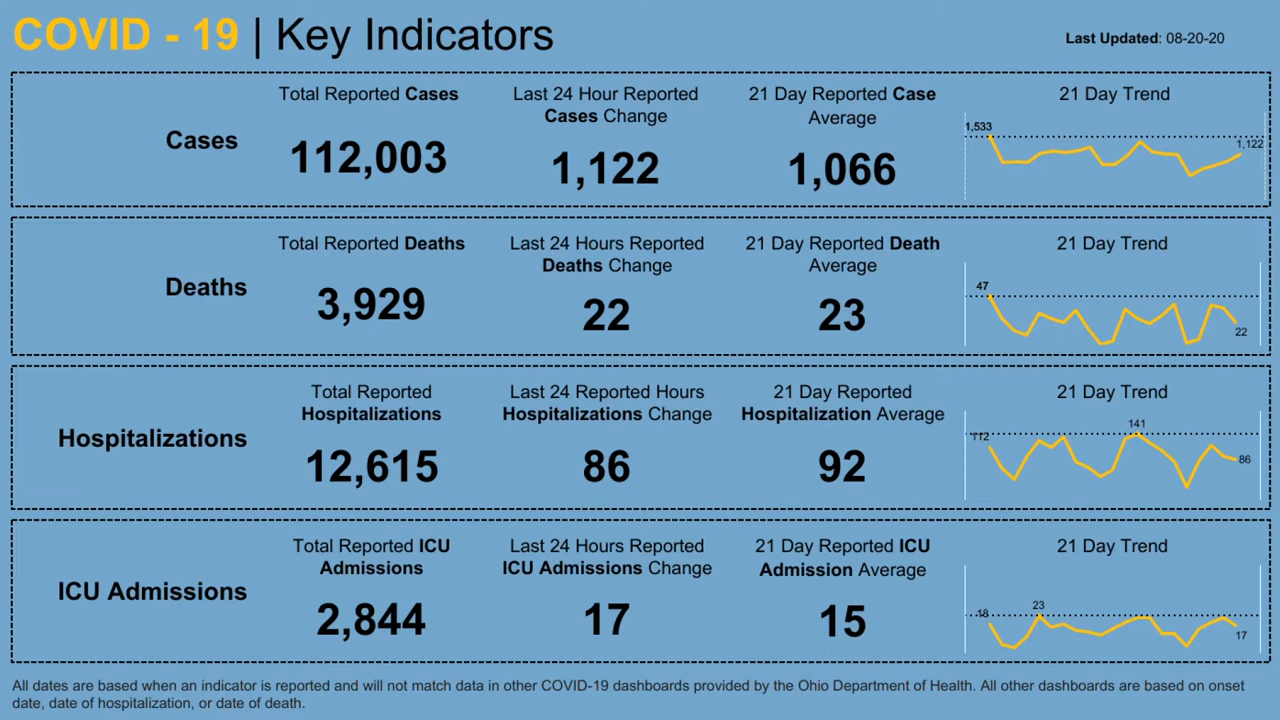 COVID - 19 | Key Indicators
Last Updated: 08-20-20
Cases
Total Reported Cases
112,003
Last 24 Hour Reported
Cases Change
1,122
21 Day Reported Case
Average
1,066
21 Day Trend
1,533
1,122
Deaths
Total Reported Deaths
3,929
Last 24 Hours Reported
Deaths Change
22
21 Day Reported Death
Average
23
21 Day Trend
47
22
Hospitalizations
Total Reported
Hospitalizations
12,615
Last 24 Reported Hours
Hospitalizations Change
86
21 Day Reported
Hospitalization Average
92
21 Day Trend
112
141
86
ICU Admissions
Total Reported ICU
Admissions
2,844
Last 24 Hours Reported
ICU Admissions Change
17
21 Day Reported ICU
Admission Average
15
21 Day Trend
18
23
17
All dates are based when an indicator is reported and will not match data in other COVID-19 dashboards provided by the Ohio Department of Health. All other dashboards are based on onset
date, date of hospitalization, or date of death.